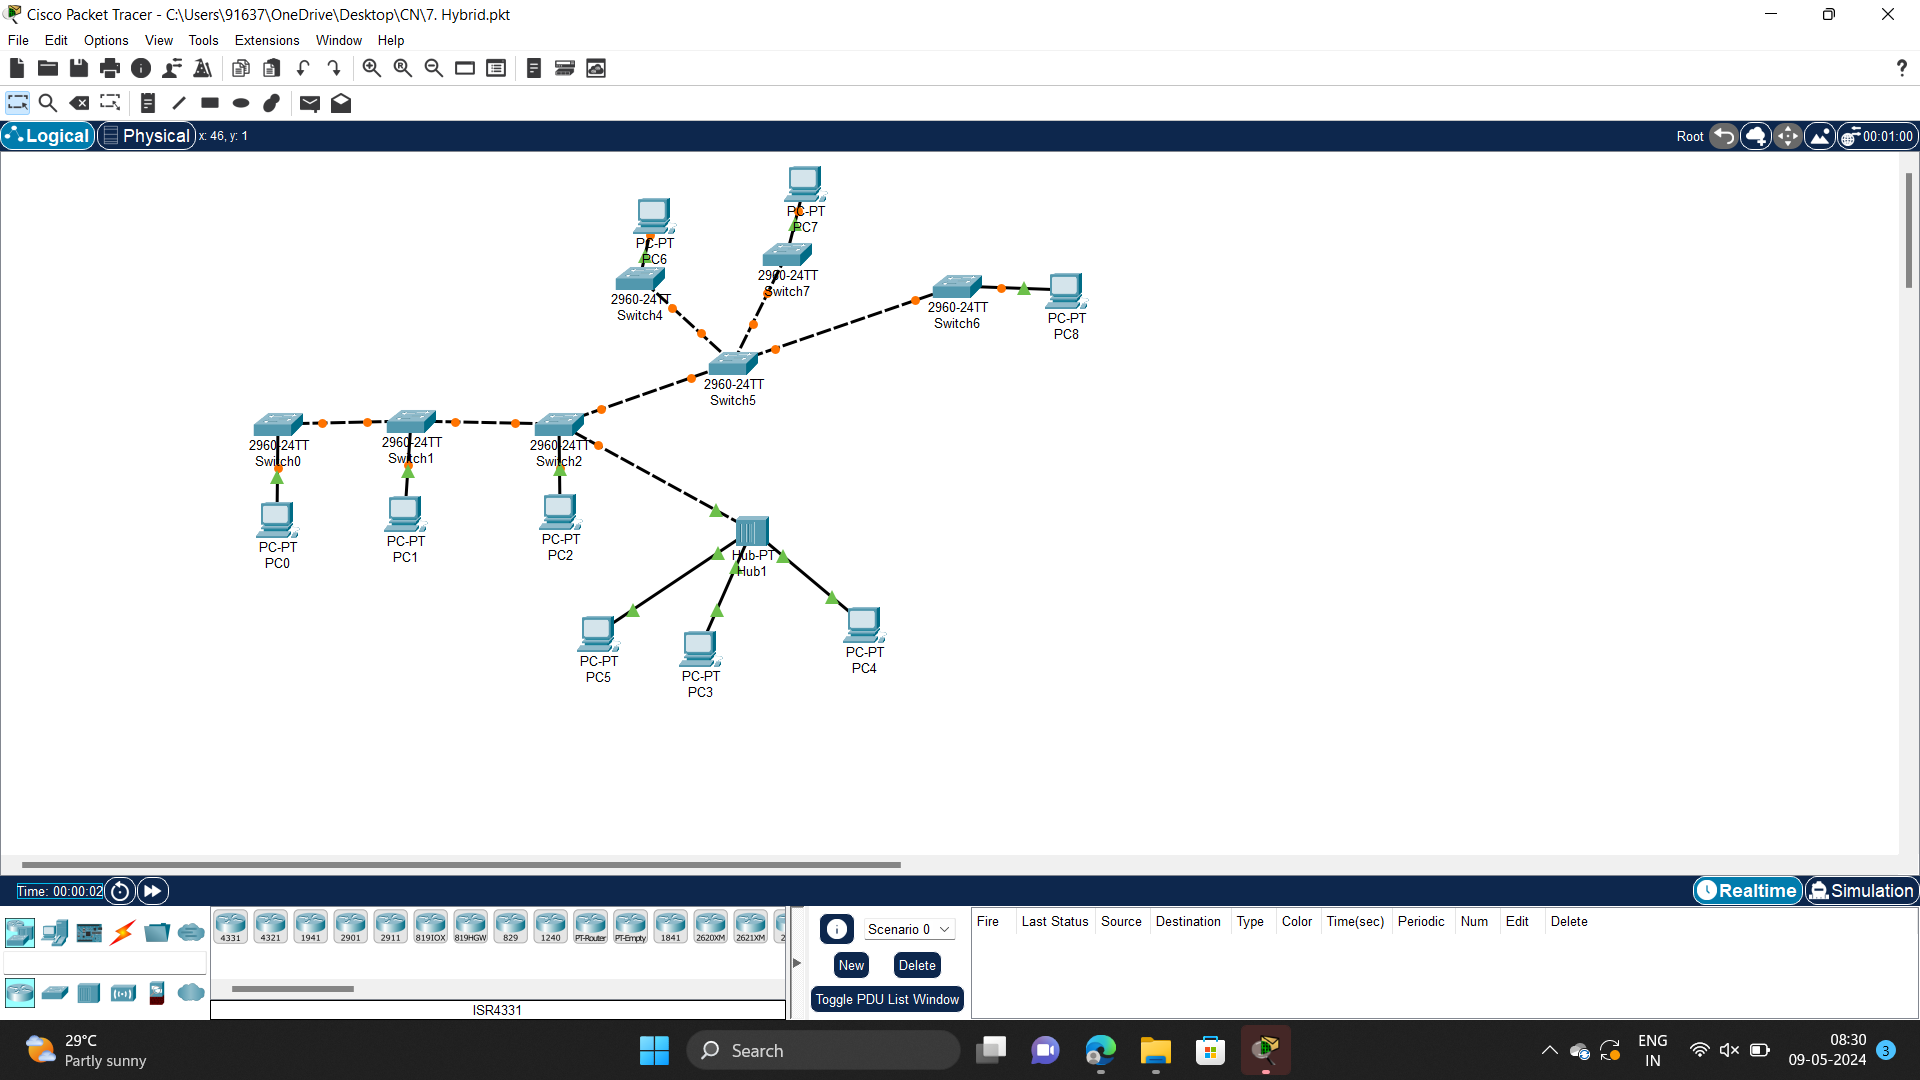 Cisco Packet Tracer - C:\Users\91637\OneDrive\Desktop\CN\7. Hybrid.pkt
File Edit Options View Tools Extensions Window Help
?
Logical Physical x: 46, y: 1 Root 00:01:00
PC-PT
PC7
PC-PT
PC6
2960-24TT
Switch7
2960-24TT
Switch4
2960-24TT
Switch6
PC-PT
PC8
2960-24TT
Switch5
2960-24TT
Switch0
2960-24TT
Switch1
2960-24TT
Switch2
PC-PT
PC0
PC-PT
PC1
PC-PT
PC2
Hub-PT
Hub1
PC-PT
PC5
PC-PT
PC3
PC-PT
PC4
Time: 00:00:02 Realtime Simulation
4331 4321 1941 2901 2911 819IOX 819HGW 829 1240 PT-Router PT-Empty 1841 2620XM 2621XM 2
ISR4331
Scenario 0
New Delete
Toggle PDU List Window
Fire Last Status Source Destination Type Color Time(sec) Periodic Num Edit Delete
29°C
Partly sunny
Search
ENG
IN
08:30
09-05-2024
3